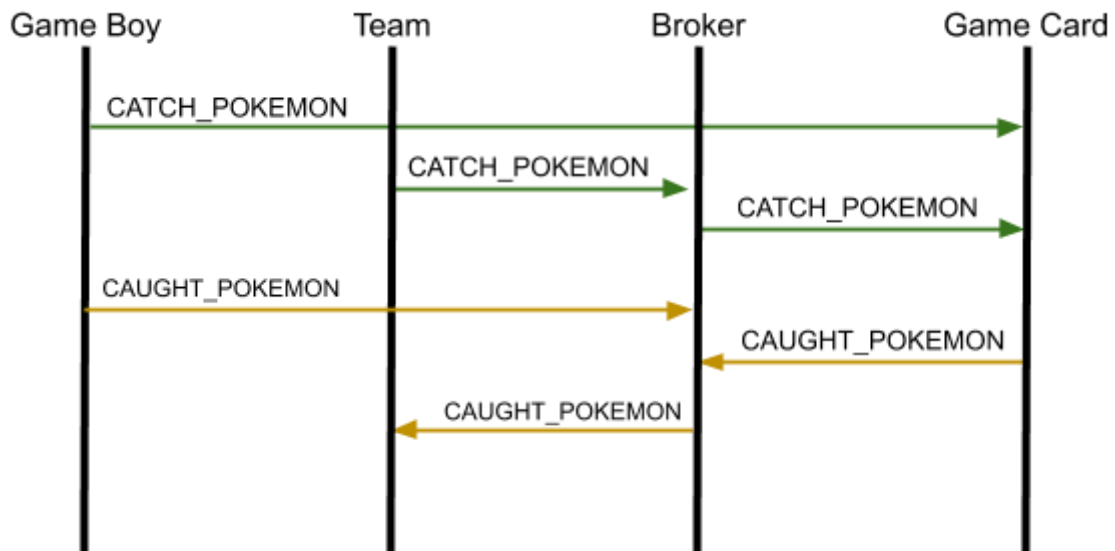 Game Boy
Team
Broker
Game Card
CATCH_POKEMON
CATCH_POKEMON
CATCH_POKEMON
CAUGHT_POKEMON
CAUGHT_POKEMON
CAUGHT_POKEMON